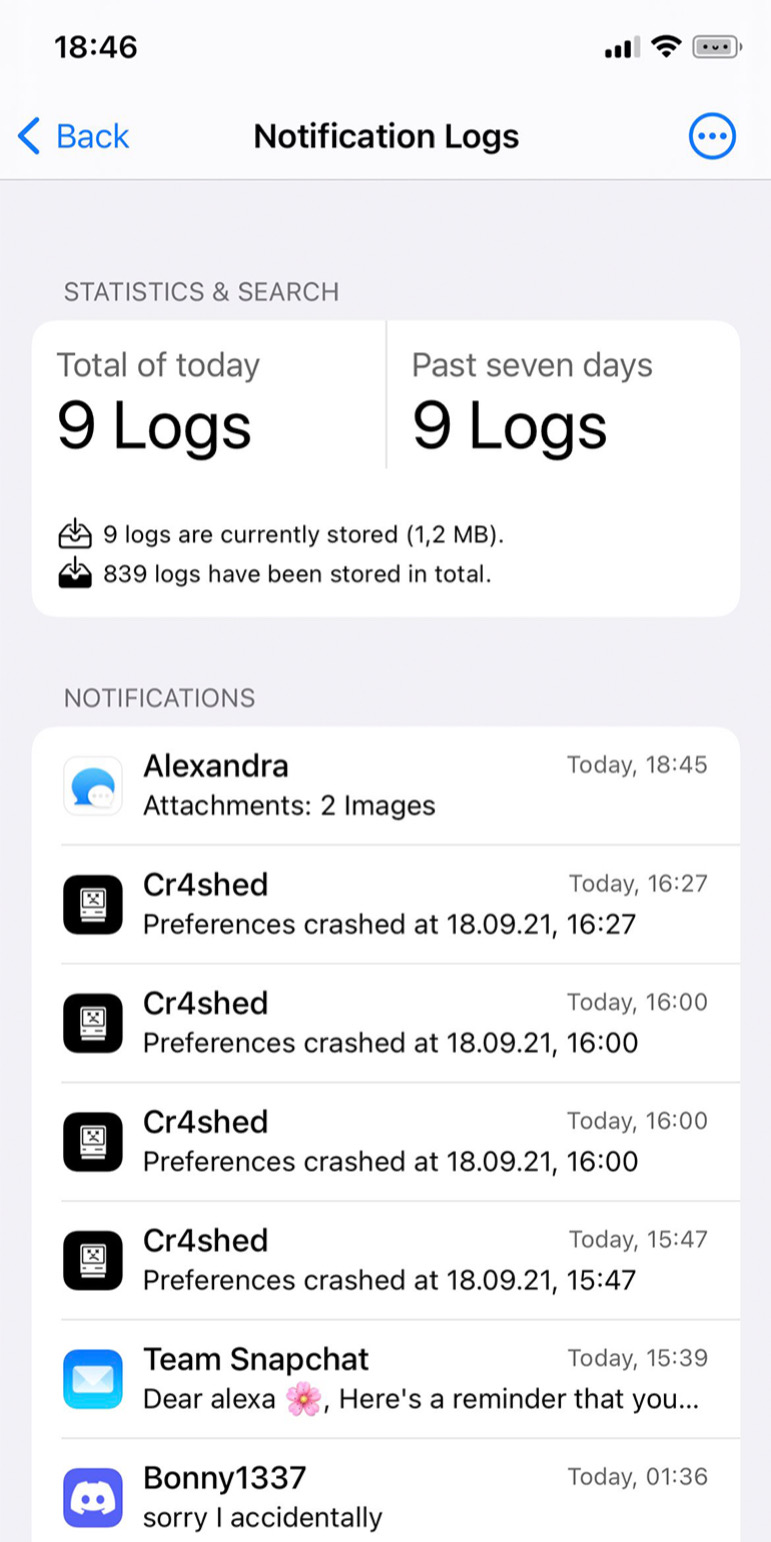 18:46
Back
Notification Logs
STATISTICS & SEARCH
Total of today
9 Logs
Past seven days
9 Logs
9 logs are currently stored (1,2 MB).
839 logs have been stored in total.
NOTIFICATIONS
Alexandra
Today, 18:45
Attachments: 2 Images
Cr4shed
Today, 16:27
Preferences crashed at 18.09.21, 16:27
Cr4shed
Today, 16:00
Preferences crashed at 18.09.21, 16:00
Cr4shed
Today, 16:00
Preferences crashed at 18.09.21, 16:00
Cr4shed
Today, 15:47
Preferences crashed at 18.09.21, 15:47
Team Snapchat
Today, 15:39
Dear alexa 🌸, Here's a reminder that you...
Bonny1337
Today, 01:36
sorry I accidentally